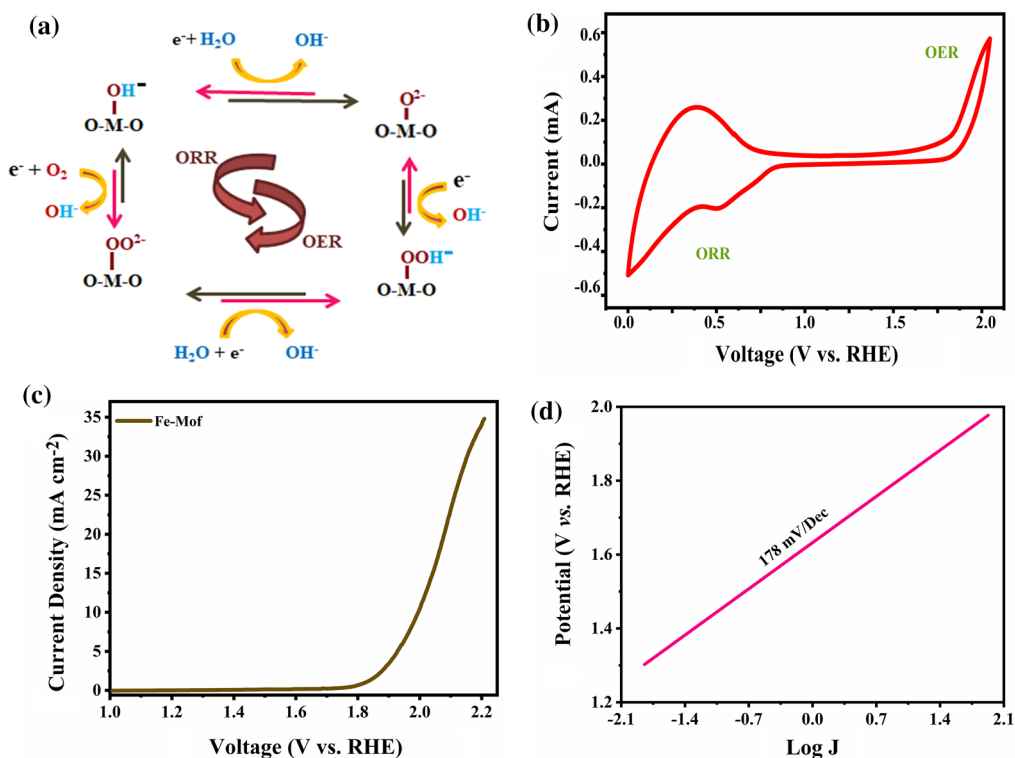 (a)
e⁻+ H₂O OH⁻
OH⁻
O-M-O
O²⁻
O-M-O
ORR
OER
e⁻ + O₂
OH⁻
e⁻
OH⁻
OO²⁻
O-M-O
OOH⁻
O-M-O
H₂O + e⁻ OH⁻
(b)
Current (mA)
0.6
0.4
0.2
0.0
-0.2
-0.4
-0.6
OER
ORR
0.0 0.5 1.0 1.5 2.0
Voltage (V vs. RHE)
(c)
Current Density (mA cm⁻²)
35
30
25
20
15
10
5
0
Fe-Mof
1.0 1.2 1.4 1.6 1.8 2.0 2.2
Voltage (V vs. RHE)
(d)
Potential (V vs. RHE)
2.0
1.8
1.6
1.4
1.2
178 mV/Dec
-2.1 -1.4 -0.7 0.0 0.7 1.4 2.1
Log J